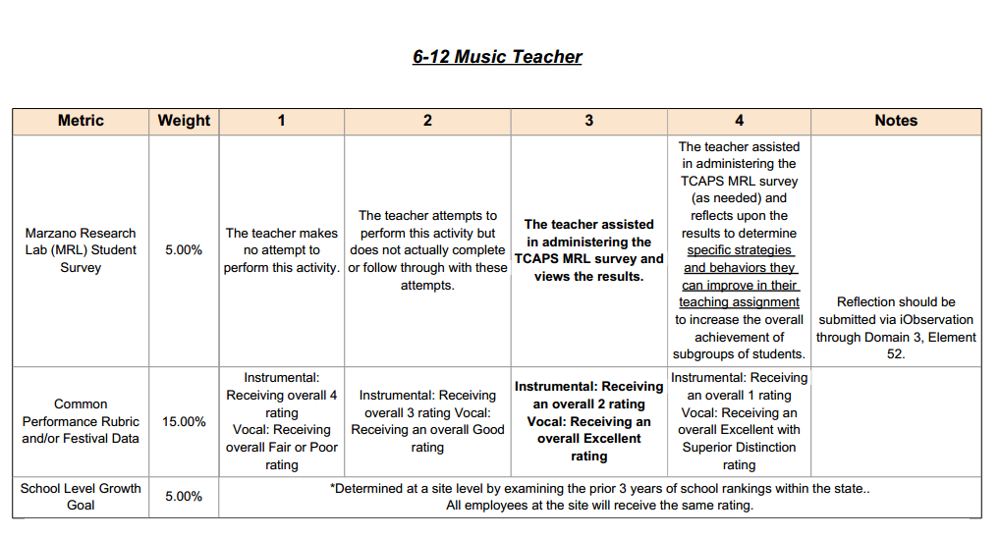 6-12 Music Teacher
Metric
Weight
1
2
3
4
Notes
Marzano Research
Lab (MRL) Student
Survey
5.00%
The teacher makes
no attempt to
perform this activity.
The teacher attempts to
perform this activity but
does not actually complete
or follow through with these
attempts.
The teacher assisted
in administering the
TCAPS MRL survey and
views the results.
The teacher assisted
in administering the
TCAPS MRL survey
(as needed) and
reflects upon the
results to determine
specific strategies
and behaviors they
can improve in their
teaching assignment
to increase the overall
achievement of
subgroups of students.
Reflection should be
submitted via iObservation
through Domain 3, Element
52.
Common
Performance Rubric
and/or Festival Data
15.00%
Instrumental:
Receiving overall 4
rating
Vocal: Receiving
overall Fair or Poor
rating
Instrumental: Receiving
overall 3 rating Vocal:
Receiving an overall Good
rating
Instrumental: Receiving
an overall 2 rating
Vocal: Receiving an
overall Excellent
rating
Instrumental: Receiving
an overall 1 rating
Vocal: Receiving an
overall Excellent with
Superior Distinction
rating
School Level Growth
Goal
5.00%
*Determined at a site level by examining the prior 3 years of school rankings within the state..
All employees at the site will receive the same rating.